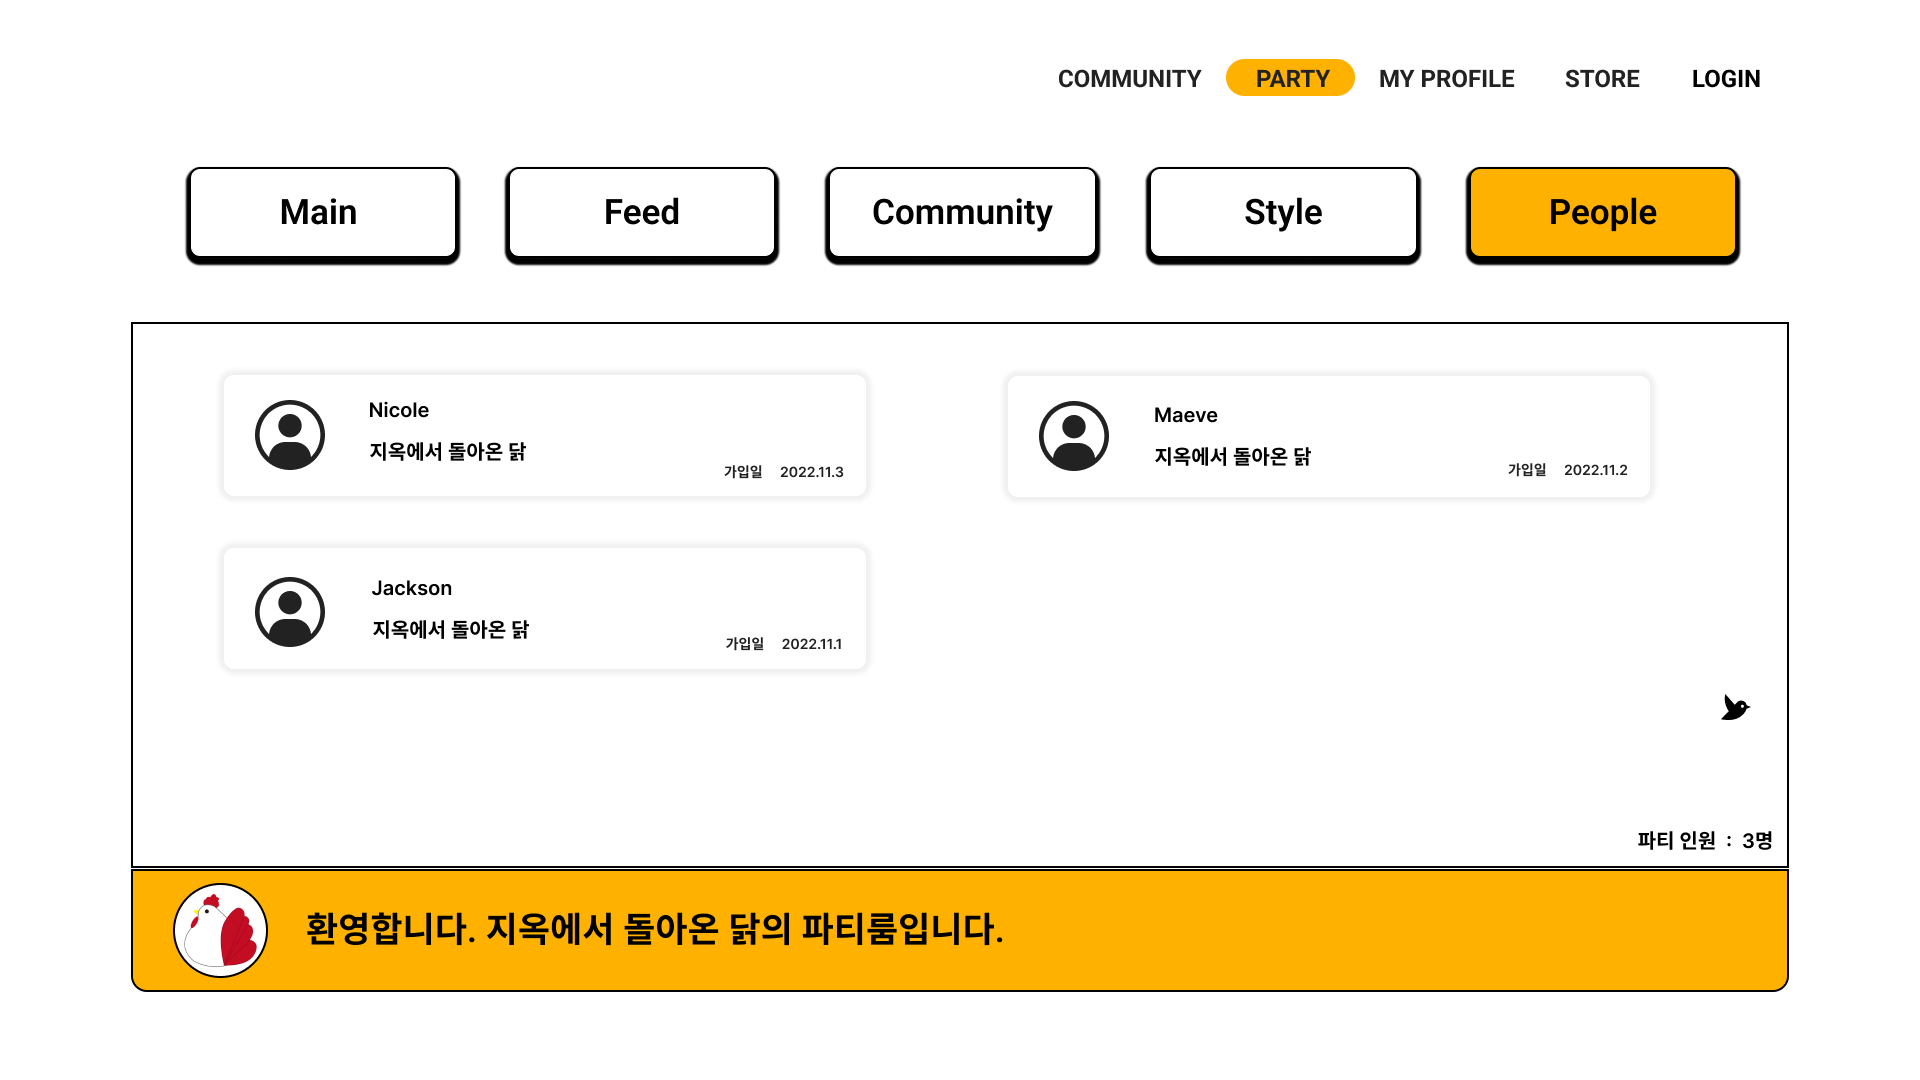 COMMUNITY PARTY MY PROFILE STORE LOGIN
Main Feed Community Style People
Nicole
지옥에서 돌아온 닭
가입일 2022.11.3
Maeve
지옥에서 돌아온 닭
가입일 2022.11.2
Jackson
지옥에서 돌아온 닭
가입일 2022.11.1
파티 인원 : 3명
환영합니다. 지옥에서 돌아온 닭의 파티룸입니다.